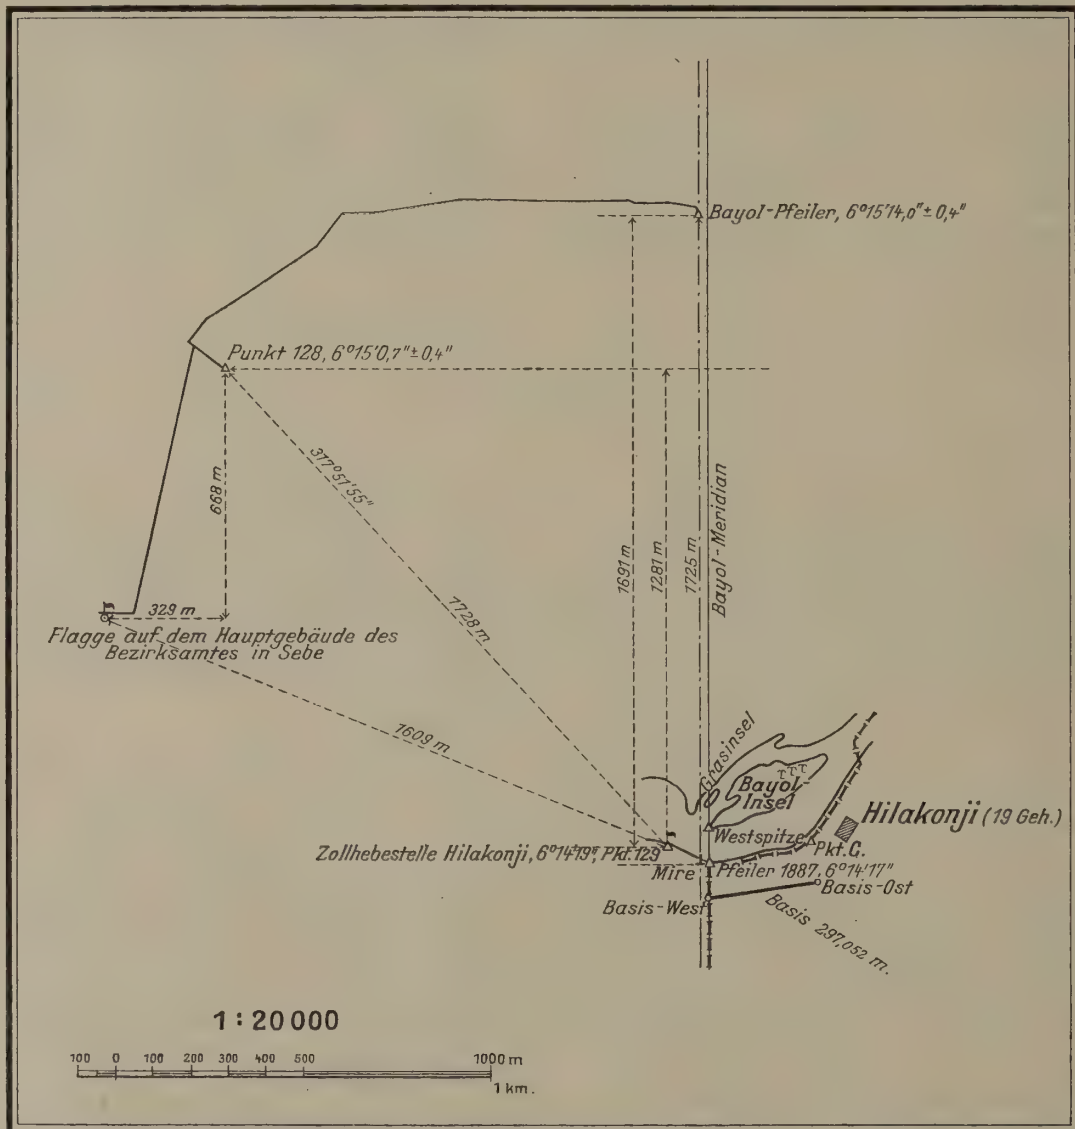 Bayol-Pfeiler, 6°15'14,0"±0,4"
Punkt 128, 6°15'0,7"±0,4"
317°51'55"
668 m
1691 m
1281 m
1725 m
Bayol-Meridian
329 m
Flagge auf dem Hauptgebäude des
Bezirksamtes in Sebe
1728 m
1609 m
Grasinsel
Bayol-
Insel
Hilakonji (19 Geh.)
Westspitze
Pkt.G.
Zollhebestelle Hilakonji, 6°14'19", Pkt.129
Mire
Pfeiler 1887, 6°14'17"
Basis-Ost
Basis-West
Basis 297,052 m.
1:20000
100 0 100 200 300 400 500 1000 m
1 km.